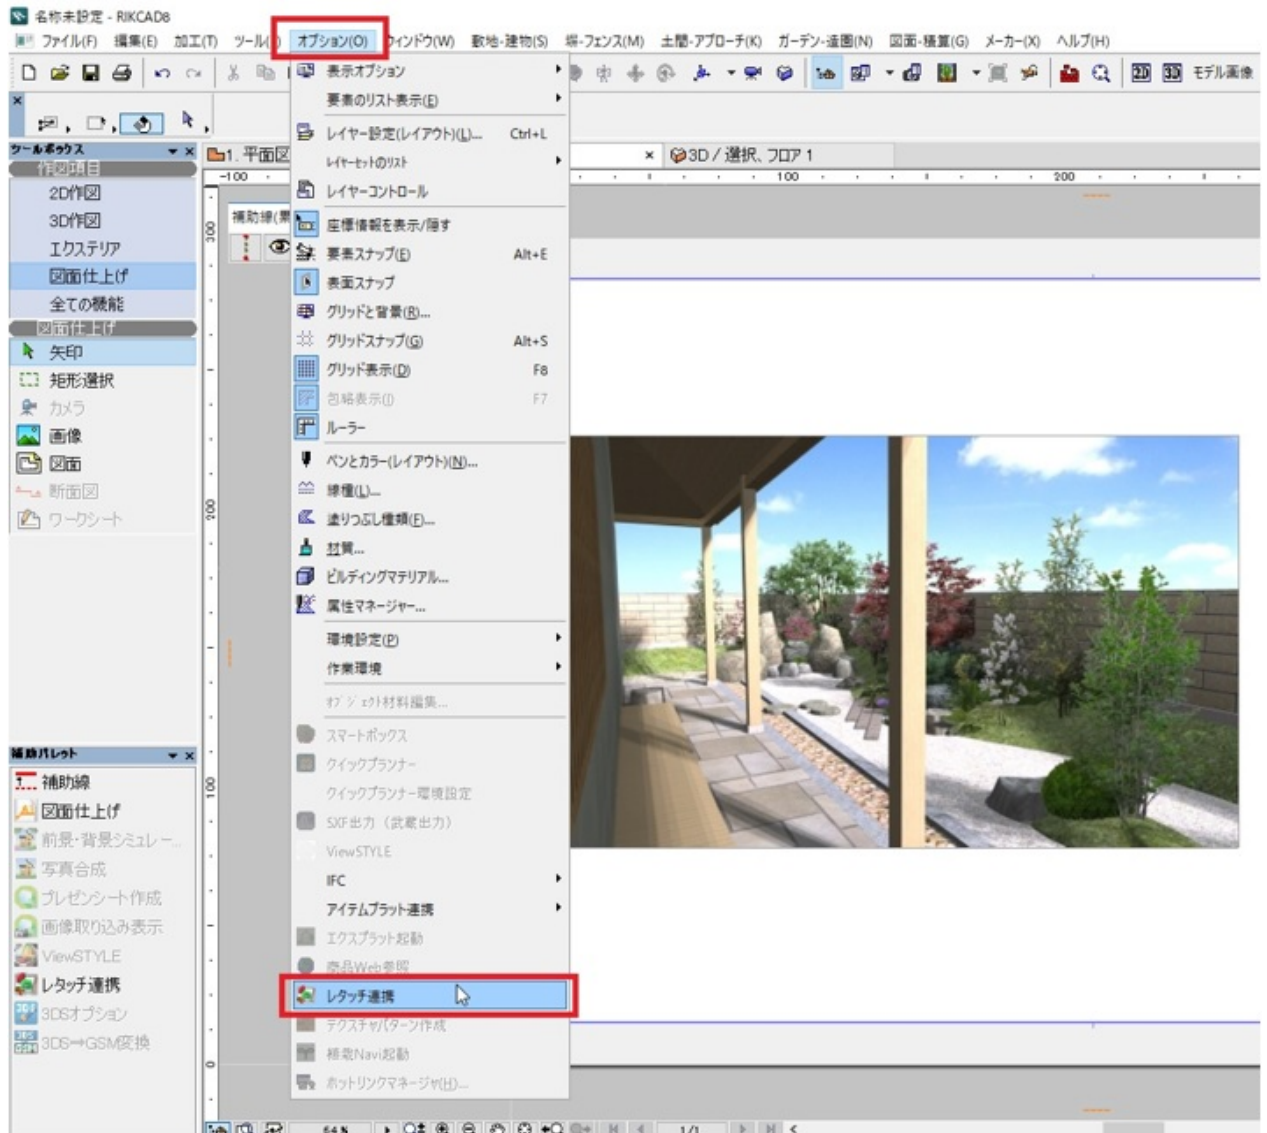 名称未設定 - RIKCAD8
ファイル(F) 編集(E) 加工(T) オプション(O) ウィンドウ(W) 敷地-建物(S) 塀-フェンス(M) 土間-アプローチ(K) ガーデン-造園(N) 図面-積算(G) メーカー(X) ヘルプ(H)
2D 3D モデル画像
ツールボックス
作図項目
2D作図
3D作図
エクステリア
図面仕上げ
全ての機能
図面仕上げ
矢印
矩形選択
カメラ
画像
図面
断面図
ワークシート
補助パレット
補助線
図面仕上げ
前景・背景シミュレー...
写真合成
プレゼンシート作成
画像取り込み表示
ViewSTYLE
レタッチ連携
3DSオプション
3DS⇒GSM変換
表示オプション
要素のリスト表示(E)
レイヤー設定(レイアウト)(L)... Ctrl+L
レイヤーセットのリスト
レイヤーコントロール
座標情報を表示/隠す
要素スナップ(E) Alt+E
表面スナップ
グリッドと背景(R)...
グリッドスナップ(G) Alt+S
グリッド表示(D) F8
包絡表示(I) F7
ルーラー
ペンとカラー(レイアウト)(N)...
線種(L)...
塗りつぶし種類(F)...
材質...
ビルディングマテリアル...
属性マネージャー...
環境設定(P)
作業環境
オブジェクト材料編集...
スマートボックス
クイックプランナー
クイックプランナー環境設定
SXF出力（武蔵出力）
ViewSTYLE
IFC
アイテムプラット連携
エクスプラット起動
商品Web参照
レタッチ連携
テクスチャパターン作成
植栽Navi起動
ホットリンクマネージャ(H)...
1. 平面図
3D / 選択、フロア 1
-100 100 200
補助線(
300
200
100
0
64 % 1/1